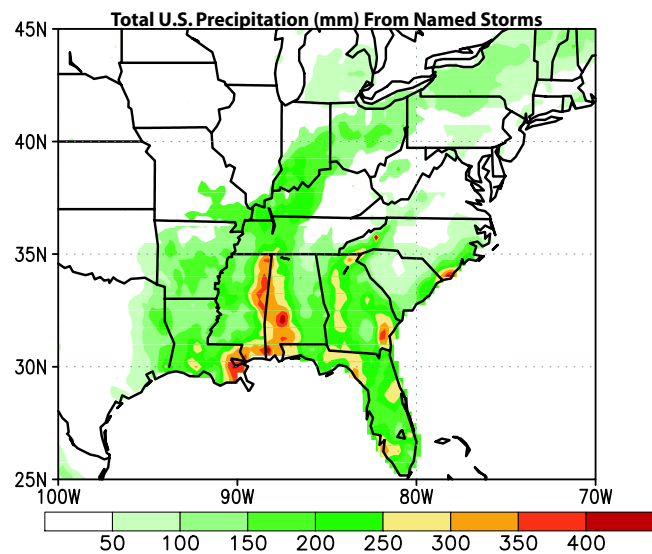 Total U.S. Precipitation (mm) From Named Storms
45N
40N
35N
30N
25N
100W 90W 80W 70W
50 100 150 200 250 300 350 400